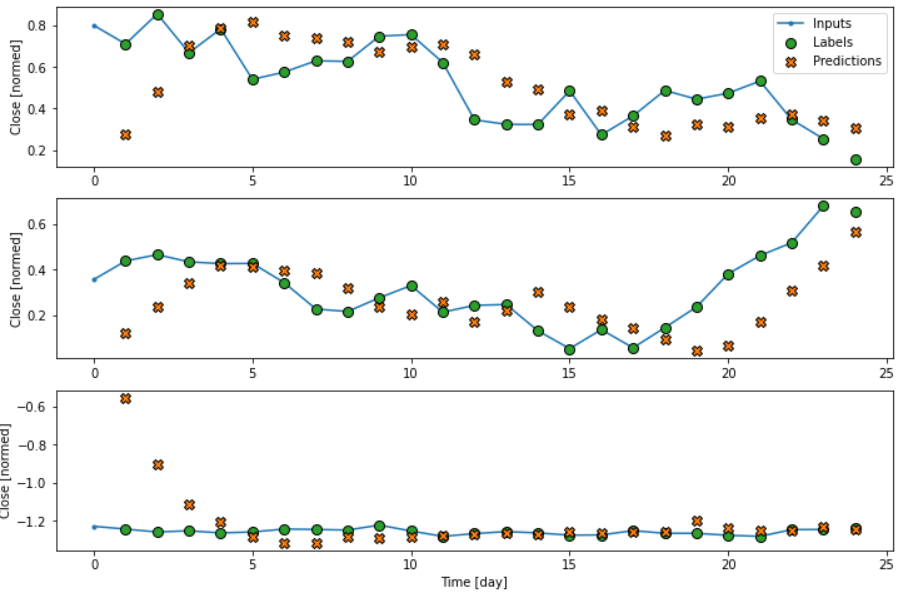 0.8
0.6
0.4
0.2
Close [normed]
Inputs
Labels
Predictions
0 5 10 15 20 25
0.6
0.4
0.2
Close [normed]
0 5 10 15 20 25
−0.6
−0.8
−1.0
−1.2
Close [normed]
0 5 10 15 20 25
Time [day]